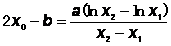 2x₀ − b = a(ln x₂ − ln x₁) / (x₂ − x₁)